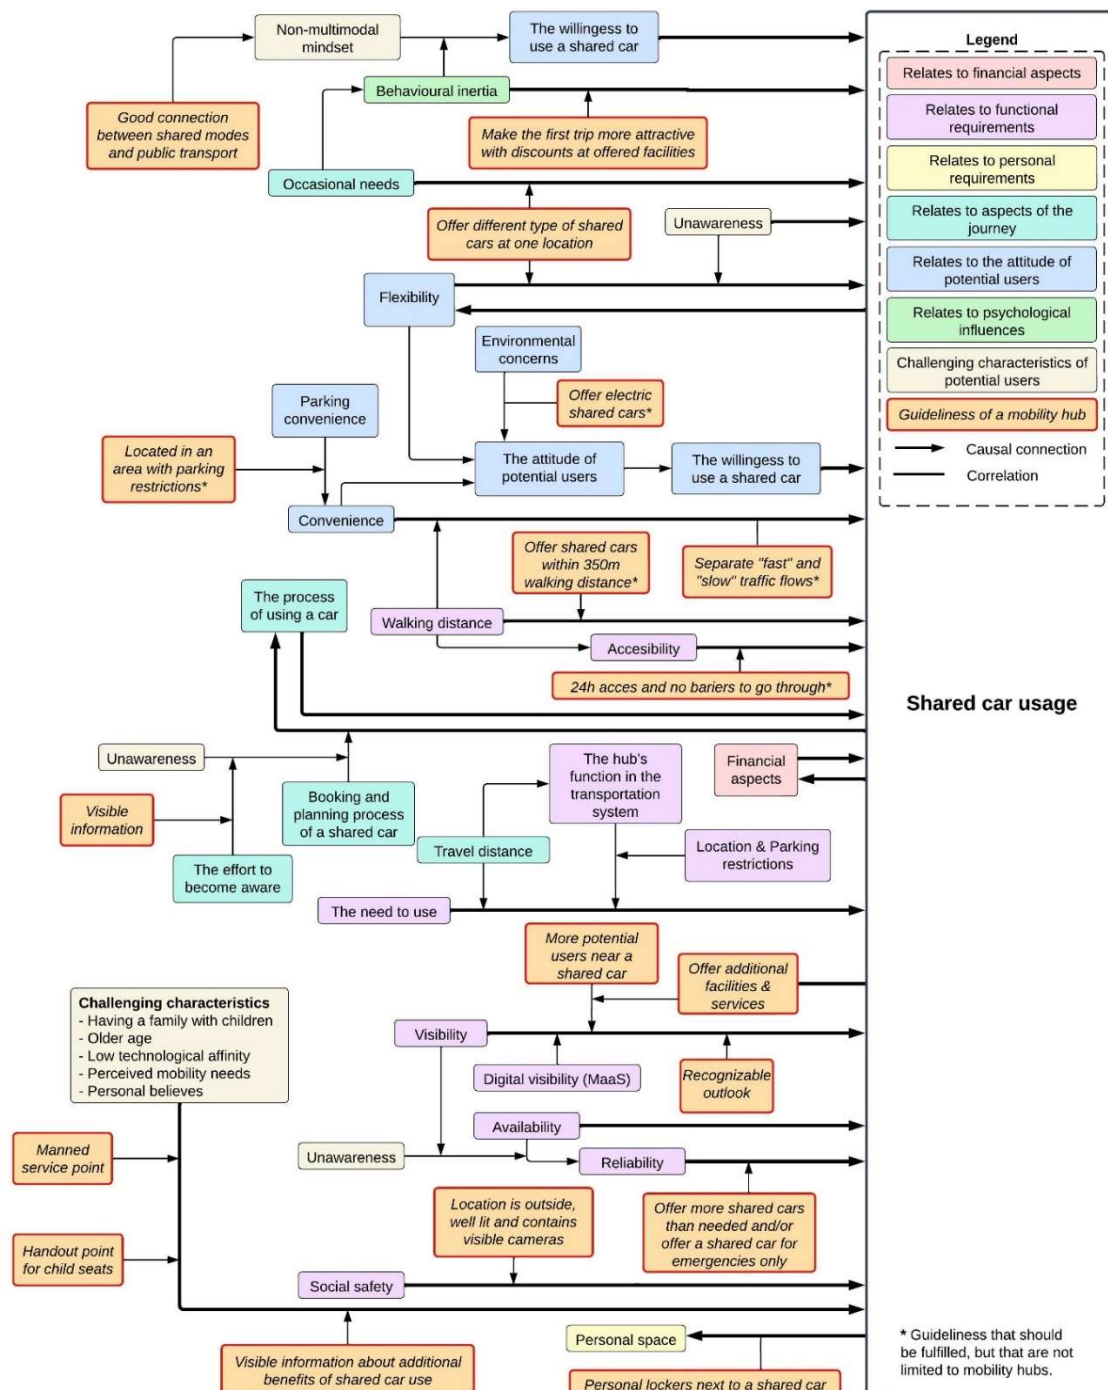 Non-multimodal
mindset
The willingess to
use a shared car
Behavioural inertia
Good connection
between shared modes
and public transport
Make the first trip more attractive
with discounts at offered facilities
Occasional needs
Offer different type of shared
cars at one location
Unawareness
Flexibility
Environmental
concerns
Offer electric
shared cars*
Parking
convenience
Located in an
area with parking
restrictions*
The attitude of
potential users
The willingess to
use a shared car
Convenience
Offer shared cars
within 350m
walking distance*
Separate "fast" and
"slow" traffic flows*
The process
of using a car
Walking distance
Accesibility
24h acces and no bariers to go through*
Unawareness
Visible
information
The effort to
become aware
Booking and
planning process
of a shared car
The hub's
function in the
transportation
system
Financial
aspects
Travel distance
Location & Parking
restrictions
The need to use
More potential
users near a
shared car
Offer additional
facilities &
services
Challenging characteristics
- Having a family with children
- Older age
- Low technological affinity
- Perceived mobility needs
- Personal believes
Visibility
Digital visibility (MaaS)
Recognizable
outlook
Availability
Unawareness
Reliability
Manned
service point
Location is outside,
well lit and contains
visible cameras
Offer more shared cars
than needed and/or
offer a shared car for
emergencies only
Handout point
for child seats
Social safety
Personal space
Visible information about additional
benefits of shared car use
Personal lockers next to a shared car
Legend
Relates to financial aspects
Relates to functional
requirements
Relates to personal
requirements
Relates to aspects of the
journey
Relates to the attitude of
potential users
Relates to psychological
influences
Challenging characteristics of
potential users
Guideliness of a mobility hub
Causal connection
Correlation
Shared car usage
* Guideliness that should
be fulfilled, but that are not
limited to mobility hubs.